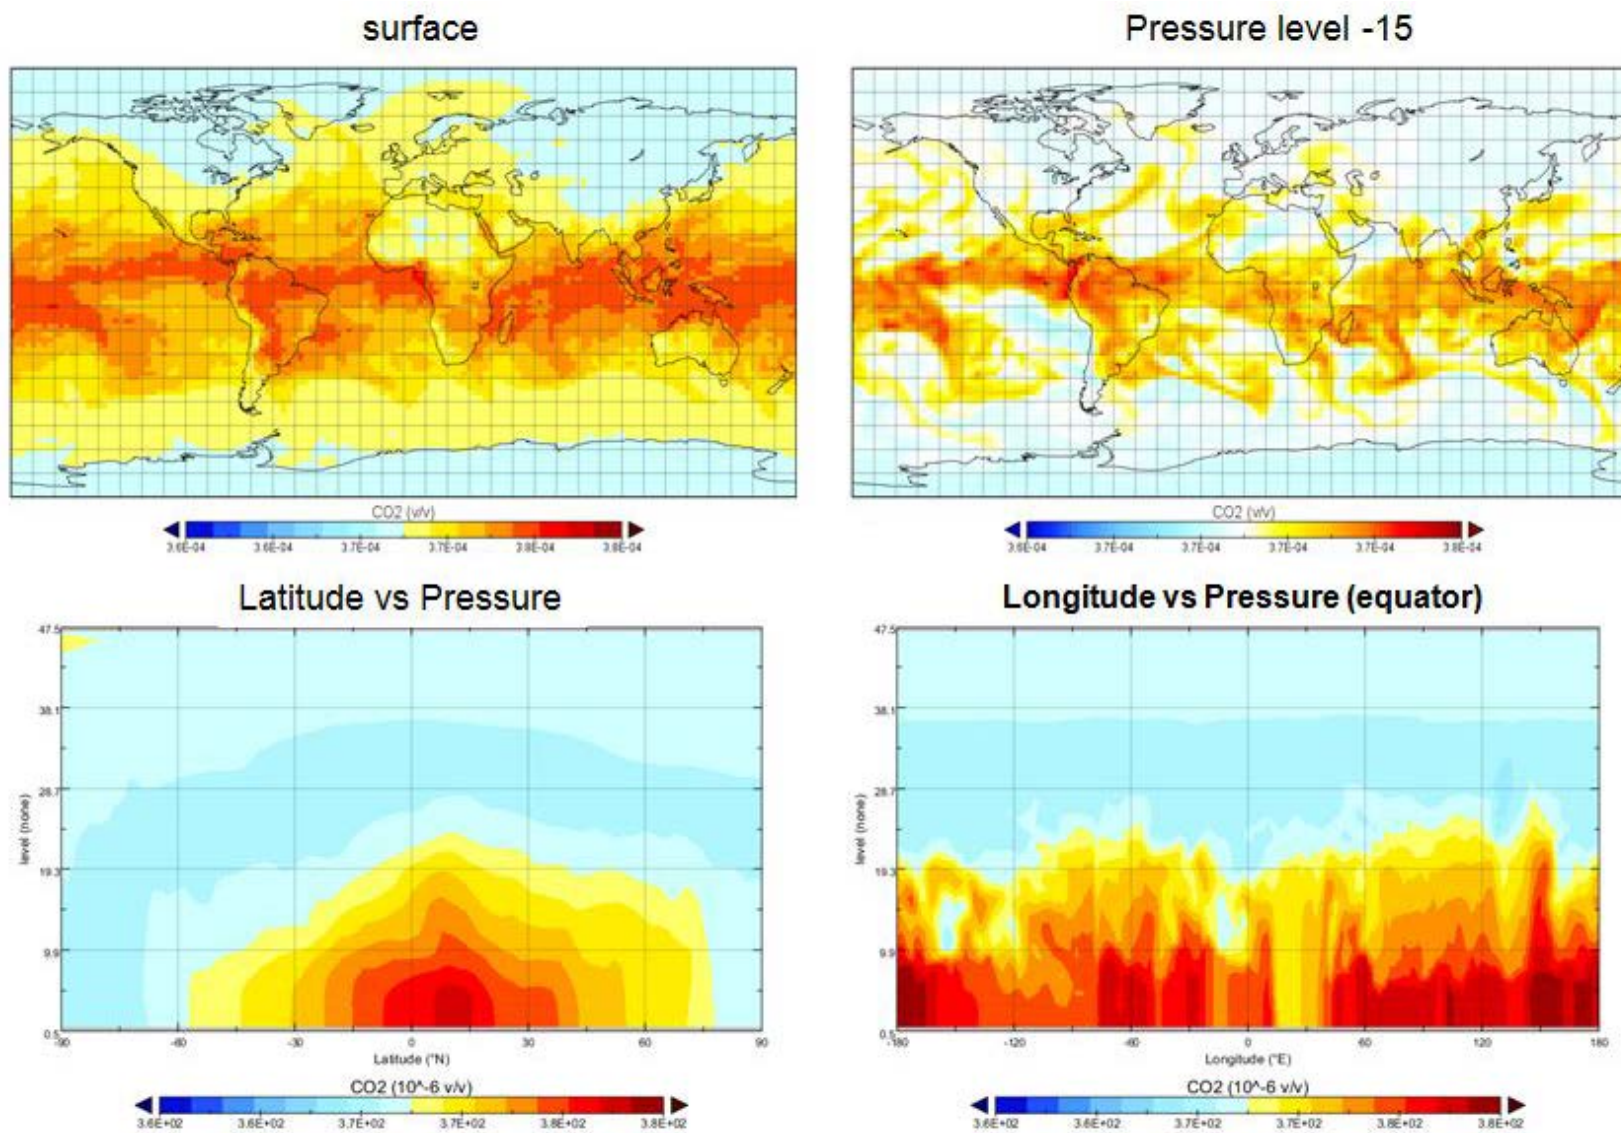 surface
Pressure level -15
CO2 (v/v)
3.6E-04 3.6E-04 3.7E-04 3.7E-04 3.8E-04 3.8E-04
CO2 (v/v)
3.6E-04 3.7E-04 3.7E-04 3.7E-04 3.7E-04 3.8E-04
Latitude vs Pressure
Longitude vs Pressure (equator)
47.5
38.1
28.7
19.3
9.9
0.5
level (none)
-90 -60 -30 0 30 60 90
Latitude (°N)
CO2 (10^-6 v/v)
3.6E+02 3.6E+02 3.7E+02 3.7E+02 3.8E+02 3.8E+02
47.5
38.1
28.7
19.3
9.9
0.5
level (none)
-180 -120 -60 0 60 120 180
Longitude (°E)
CO2 (10^-6 v/v)
3.6E+02 3.6E+02 3.7E+02 3.7E+02 3.8E+02 3.8E+02